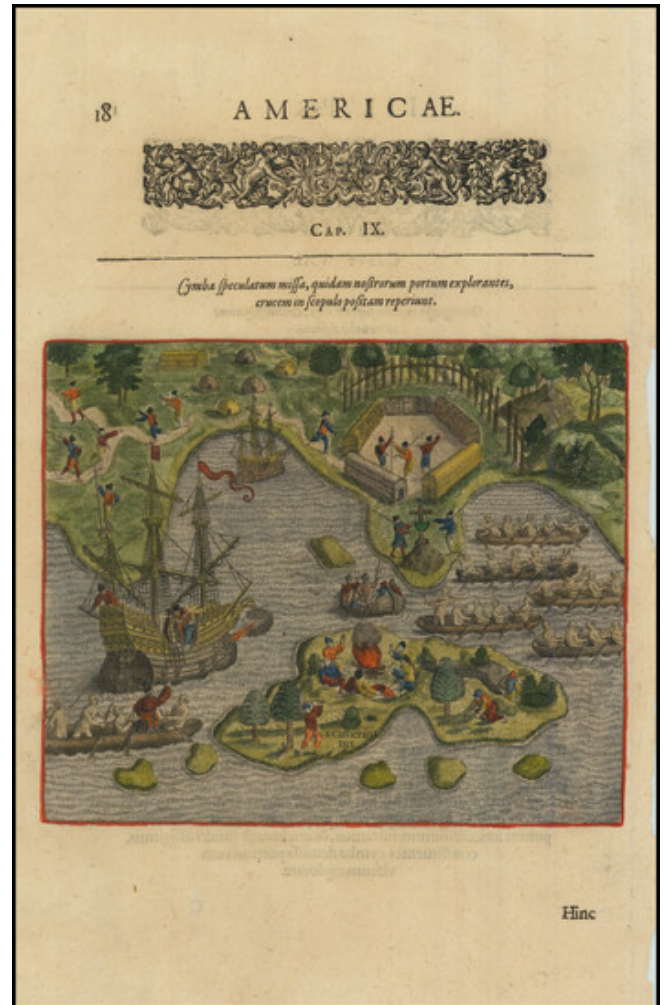 18 AMERICAE.
CAP. IX.
Cymba ſpeculatum miſſa, quidam noſtrorum portum explorantes,
crucem in ſcopulo poſitam reperiunt.
Hinc